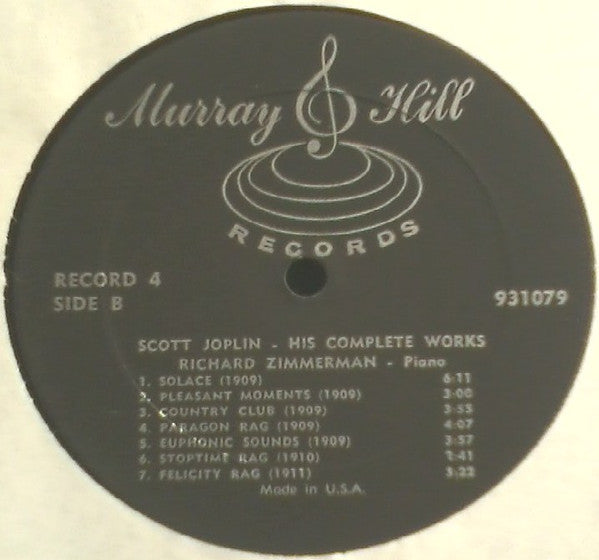 Murray Hill
RECORDS
RECORD 4
SIDE B
931079
SCOTT JOPLIN - HIS COMPLETE WORKS
RICHARD ZIMMERMAN - Piano
1. SOLACE (1909) 6:11
2. PLEASANT MOMENTS (1909) 3:00
3. COUNTRY CLUB (1909) 3:55
4. PARAGON RAG (1909) 4:07
5. EUPHONIC SOUNDS (1909) 3:57
6. STOPTIME RAG (1910) 2:41
7. FELICITY RAG (1911) 3:22
Made in U.S.A.